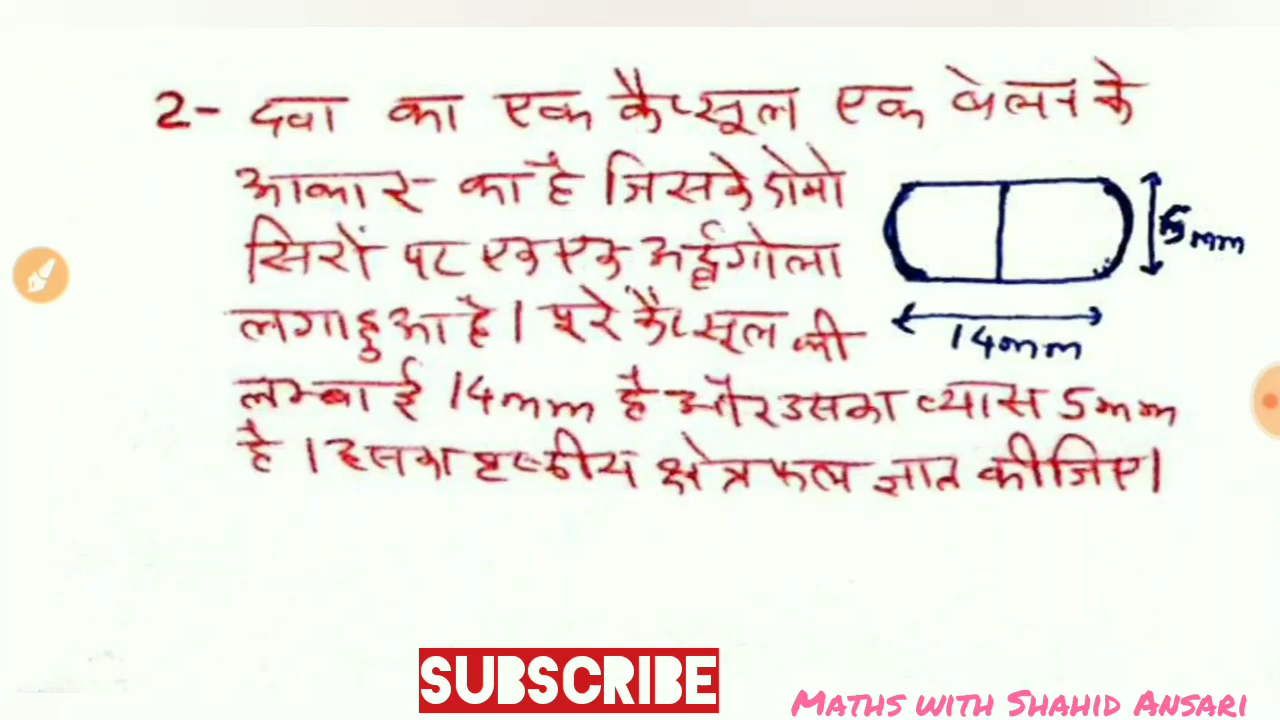 2- दवा का एक कैप्सूल एक बेलन के
आकार का है जिसके दोनो
सिरों पर एक एक अर्द्धगोला
लगा हुआ है। पूरे कैप्सूल की
लम्बाई 14mm है और उसका व्यास 5mm
है । इसका पृष्ठीय क्षेत्रफल ज्ञात कीजिए।
5mm
14mm
SUBSCRIBE
MATHS WITH SHAHID ANSARI